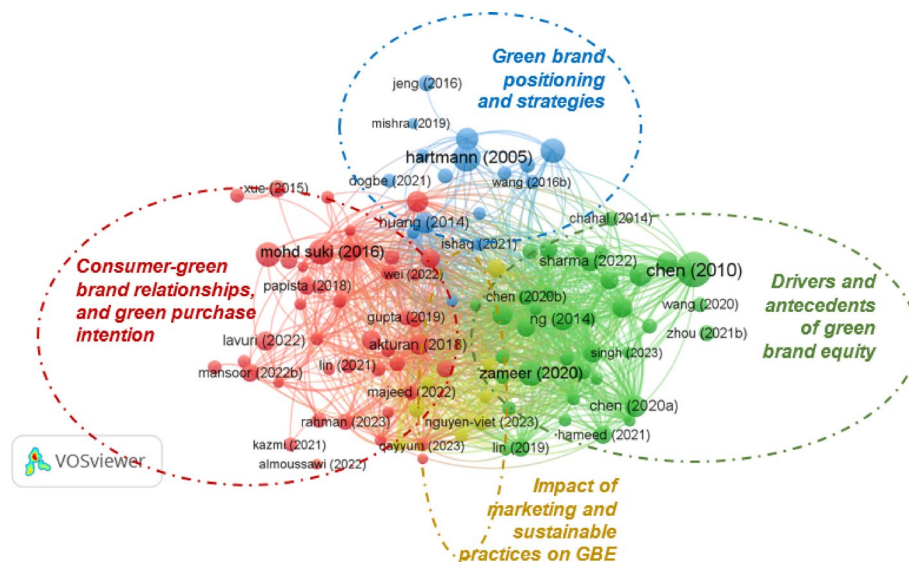 Green brand
positioning
and strategies
jeng (2016)
mishra (2019)
hartmann (2005)
dogbe (2021)
wang (2016b)
xue (2015)
huang (2014)
chahal (2014)
ishaq (2021)
Consumer-green
brand relationships,
and green purchase
intention
mohd suki (2016)
wei (2022)
papista (2018)
sharma (2022)
chen (2010)
Drivers and
antecedents
of green
brand equity
chen (2020b)
wang (2020)
gupta (2019)
ng (2014)
zhou (2021b)
lavuri (2022)
akturan (2018)
singh (2023)
mansoor (2022b)
lin (2021)
zameer (2020)
majeed (2022)
chen (2020a)
rahman (2023)
nguyen-viet (2023)
hameed (2021)
kazmi (2021)
qayyum (2023)
lin (2019)
almoussawi (2022)
VOSviewer
Impact of
marketing and
sustainable
practices on GBE